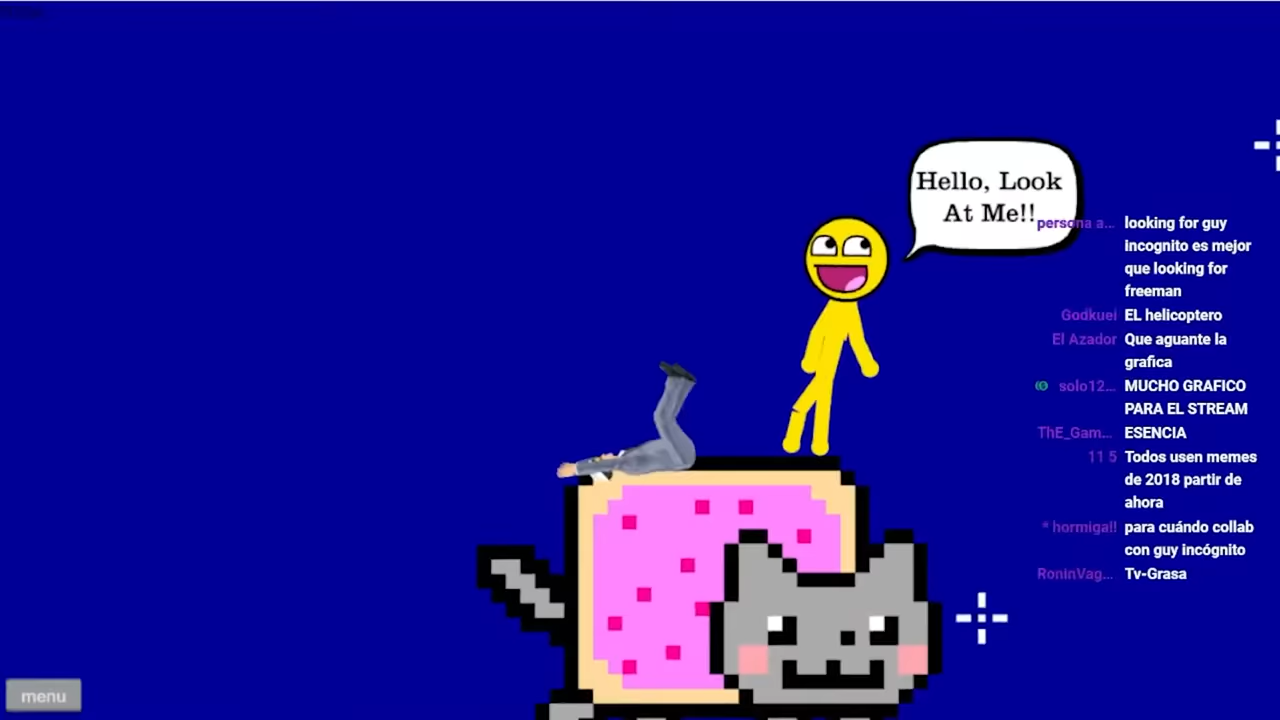 Hello, Look
At Me!!
persona a... looking for guy
incognito es mejor
que looking for
freeman
Godkuei EL helicoptero
El Azador Que aguante la
grafica
solo12... MUCHO GRAFICO
PARA EL STREAM
ThE_Gam... ESENCIA
11 5 Todos usen memes
de 2018 partir de
ahora
* hormiga!! para cuándo collab
con guy incógnito
RoninVag... Tv-Grasa
menu